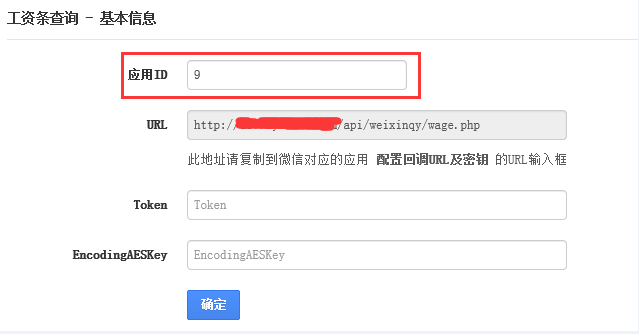 工资条查询 - 基本信息
应用ID 9
URL http:// /api/weixinqy/wage.php
此地址请复制到微信对应的应用 配置回调URL及密钥 的URL输入框
Token Token
EncodingAESKey EncodingAESKey
确定